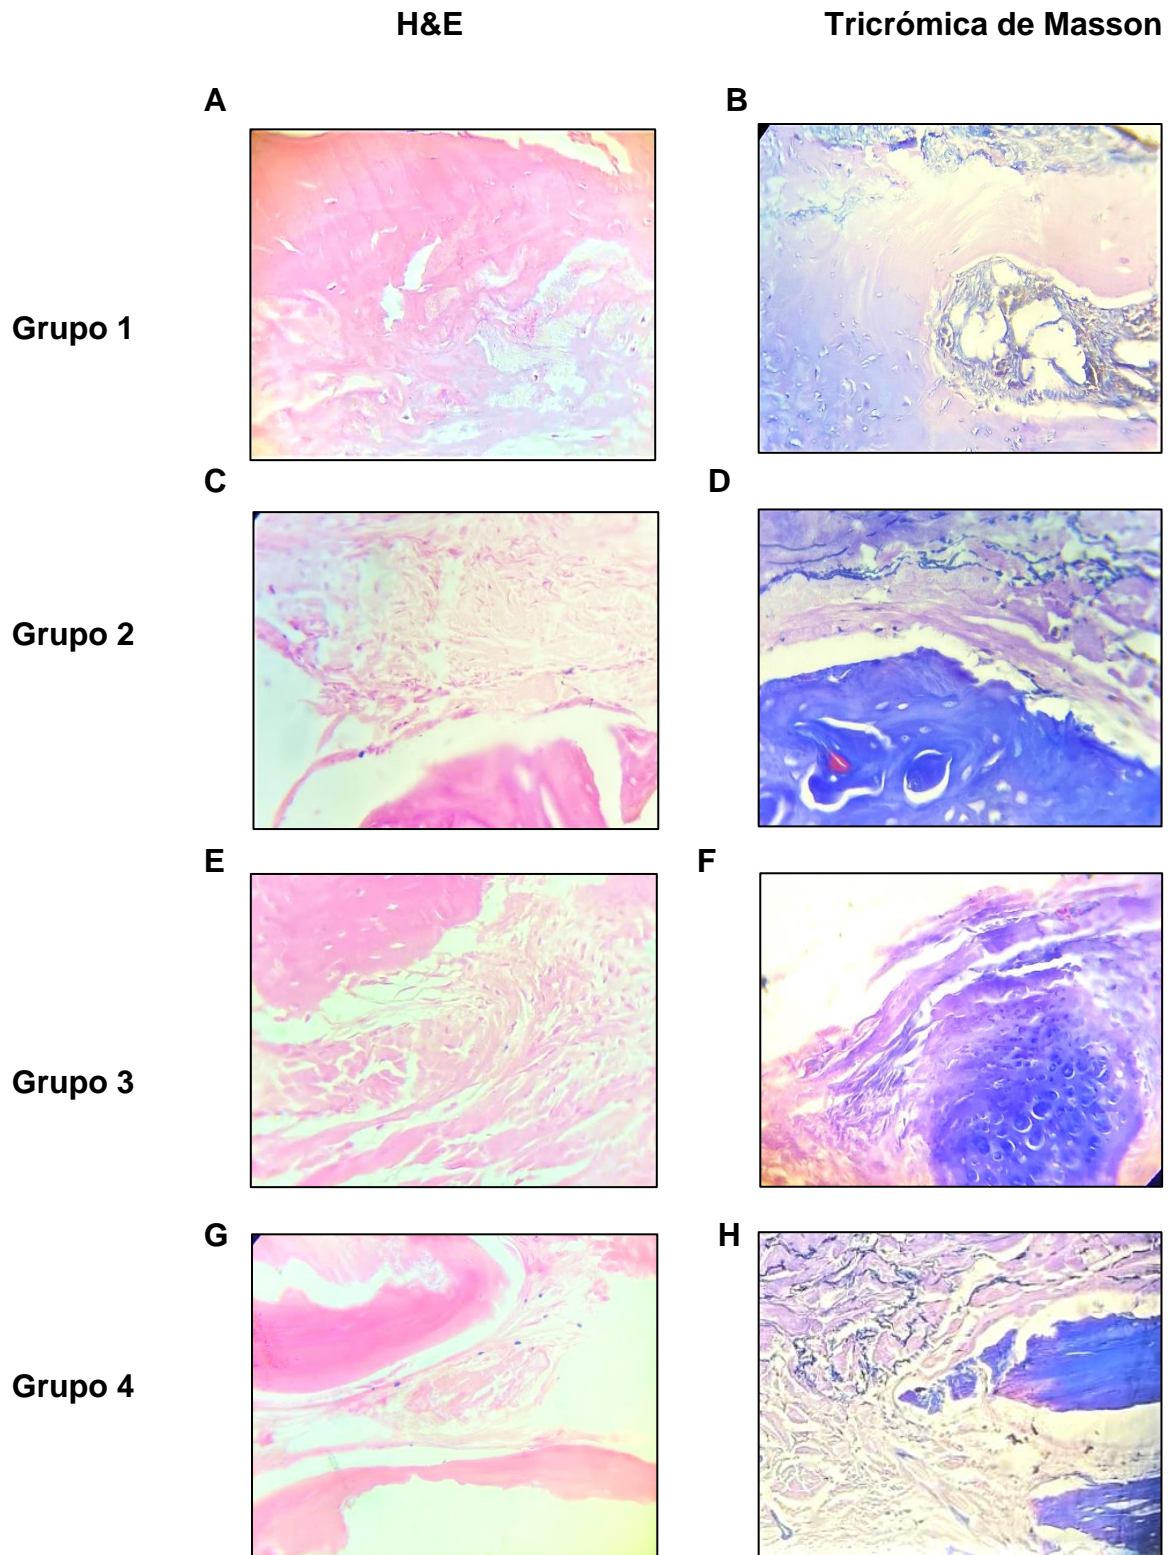 H&E Tricrómica de Masson
A B
Grupo 1
C D
Grupo 2
E F
Grupo 3
G H
Grupo 4